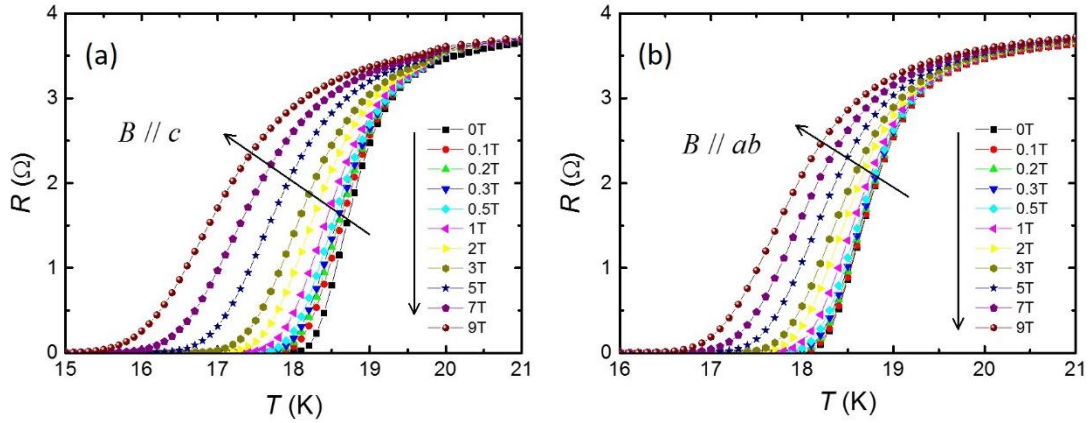 (a)
B // c
0T
0.1T
0.2T
0.3T
0.5T
1T
2T
3T
5T
7T
9T
R (Ω)
4
3
2
1
0
15 16 17 18 19 20 21
T (K)
(b)
B // ab
0T
0.1T
0.2T
0.3T
0.5T
1T
2T
3T
5T
7T
9T
R (Ω)
4
3
2
1
0
16 17 18 19 20 21
T (K)